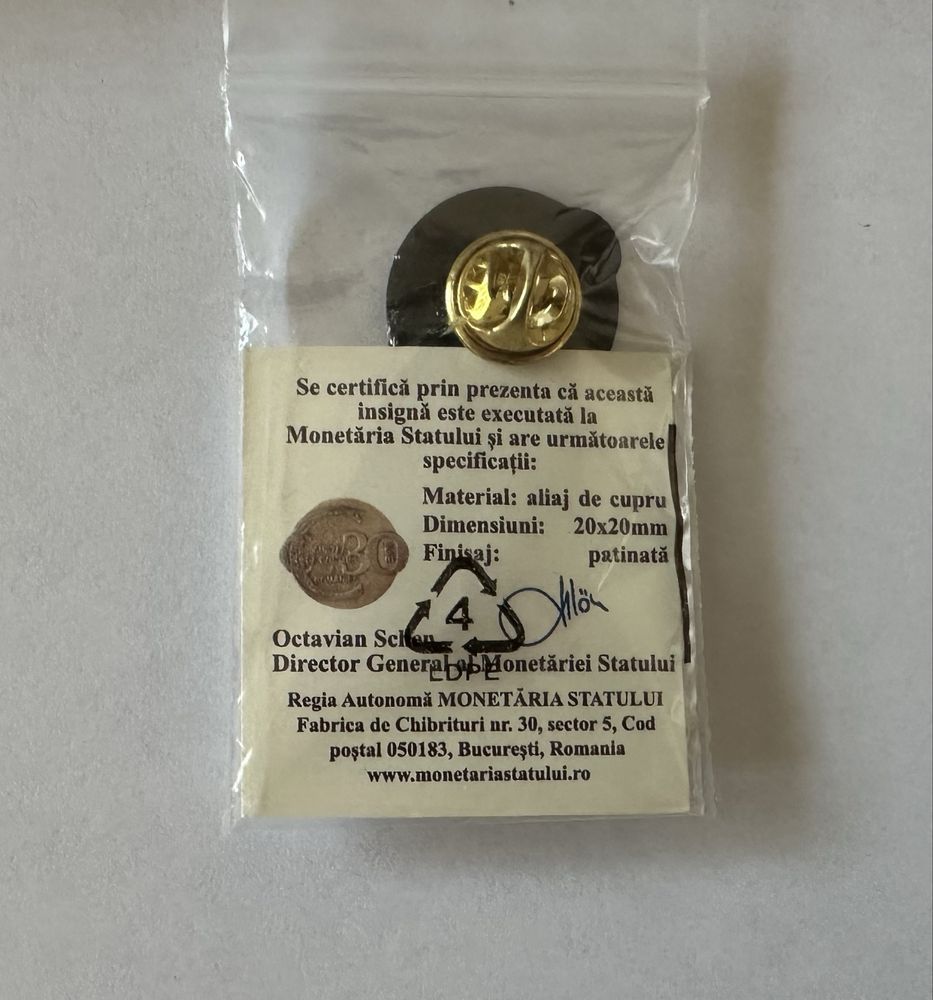 Se certifică prin prezenta că această
insignă este executată la
Monetăria Statului și are următoarele
specificații:
Material: aliaj de cupru
Dimensiuni: 20x20mm
Finisaj: patinată
4
Octavian
Director General al Monetăriei Statului
LDPE
Regia Autonomă MONETĂRIA STATULUI
Fabrica de Chibrituri nr. 30, sector 5, Cod
poștal 050183, București, Romania
www.monetariastatului.ro